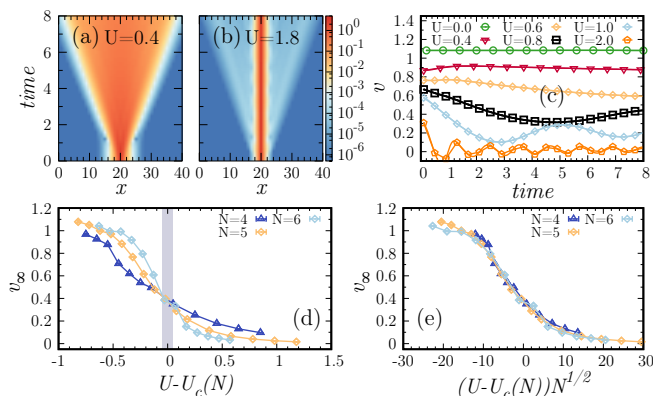 8
6
4
2
0
time
(a) U=0.4
(b) U=1.8
0 10 20 30 40
x
0 10 20 30 40
x
10^0
10^-1
10^-2
10^-3
10^-4
10^-5
10^-6
v
1.4
1.2
1
0.8
0.6
0.4
0.2
0
U=0.0 U=0.6 U=1.0
U=0.4 U=0.8 U=2.0
(c)
0 1 2 3 4 5 6 7 8
time
v∞
1.2
1
0.8
0.6
0.4
0.2
0
N=4 N=6
N=5
(d)
-1 -0.5 0 0.5 1 1.5
U-U_c(N)
v∞
1.2
1
0.8
0.6
0.4
0.2
0
N=4 N=6
N=5
(e)
-30 -20 -10 0 10 20 30
(U-U_c(N))N^1/2